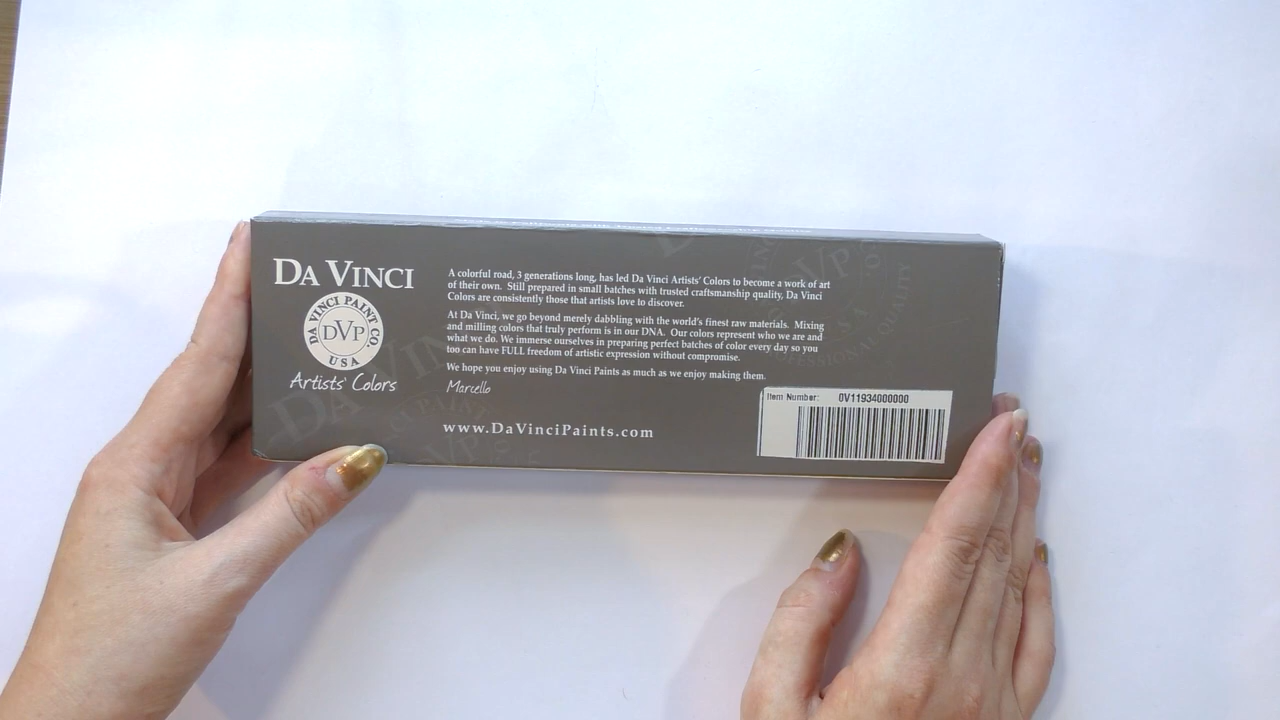 DA VINCI
DA VINCI PAINT CO
DVP
USA
Artists' Colors
A colorful road, 3 generations long, has led Da Vinci Artists' Colors to become a work of art
of their own. Still prepared in small batches with trusted craftsmanship quality, Da Vinci
Colors are consistently those that artists love to discover.
At Da Vinci, we go beyond merely dabbling with the world's finest raw materials. Mixing
and milling colors that truly perform is in our DNA. Our colors represent who we are and
what we do. We immerse ourselves in preparing perfect batches of color every day so you
too can have FULL freedom of artistic expression without compromise.
We hope you enjoy using Da Vinci Paints as much as we enjoy making them.
Marcello
www.DaVinciPaints.com
Item Number: 0V11934000000